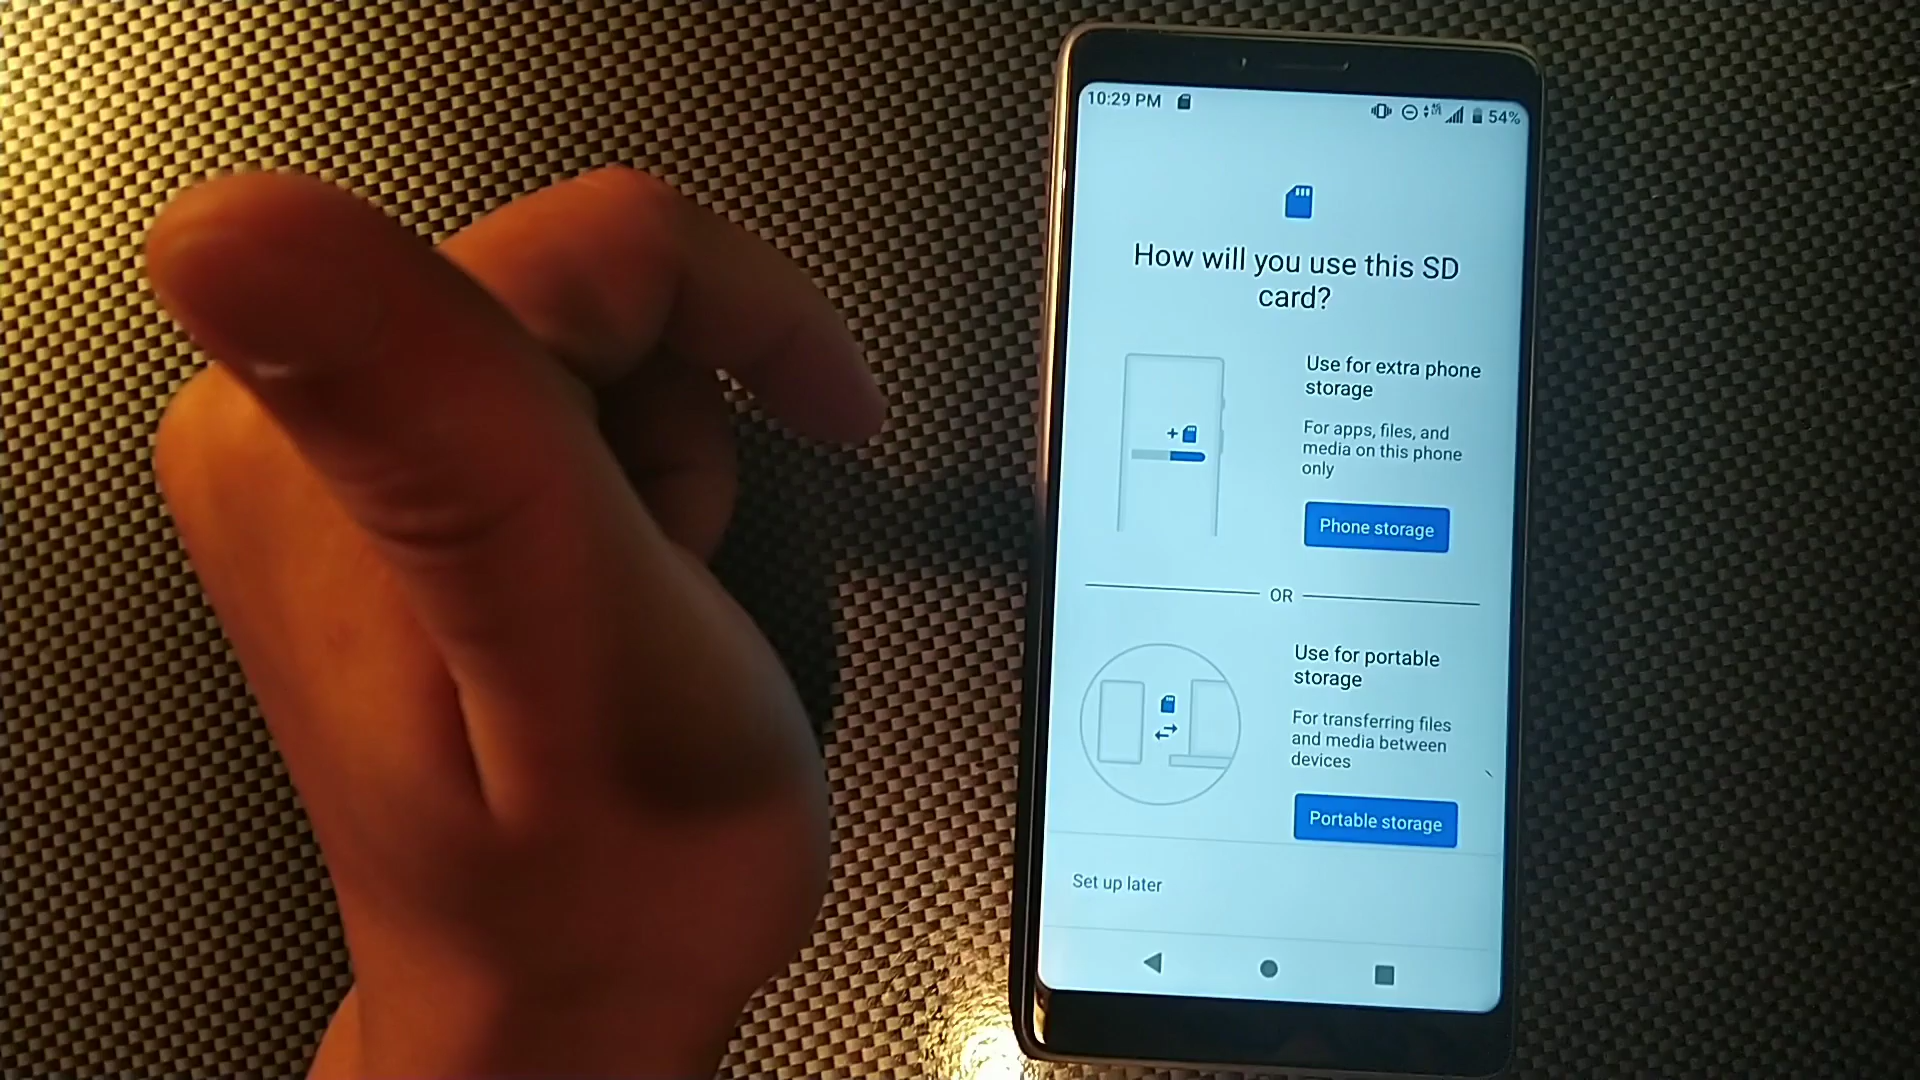 10:29 PM
54%
How will you use this SD
card?
Use for extra phone
storage
For apps, files, and
media on this phone
only
Phone storage
OR
Use for portable
storage
For transferring files
and media between
devices
Portable storage
Set up later